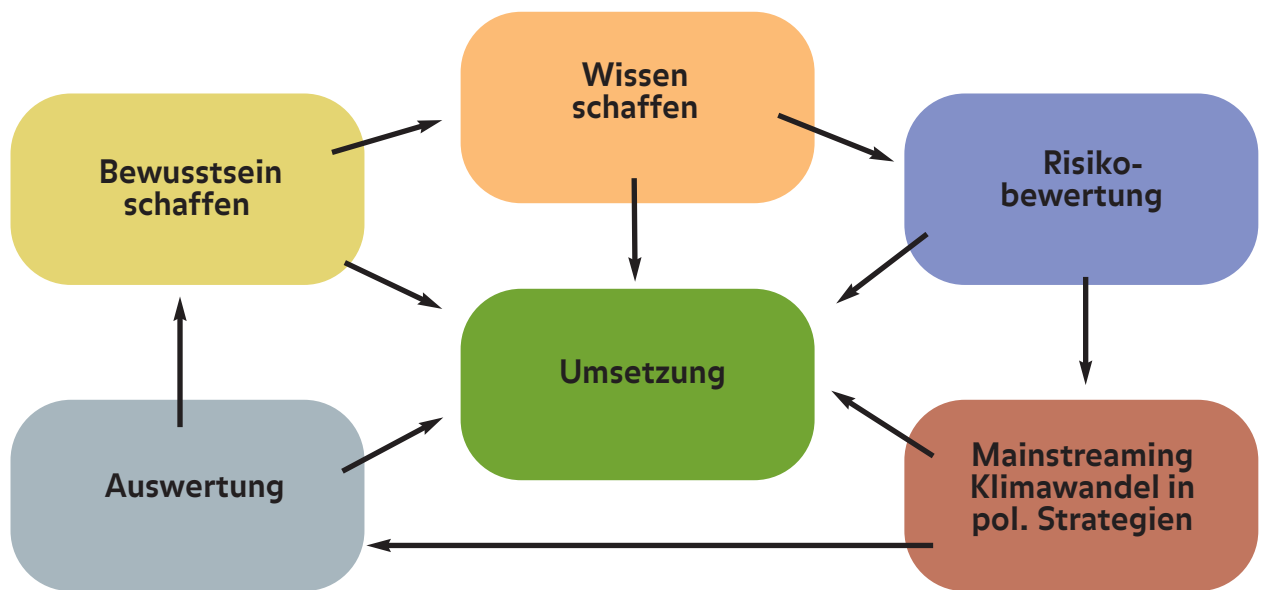 Wissen
schaffen
Bewusstsein
schaffen
Risiko-
bewertung
Umsetzung
Auswertung
Mainstreaming
Klimawandel in
pol. Strategien